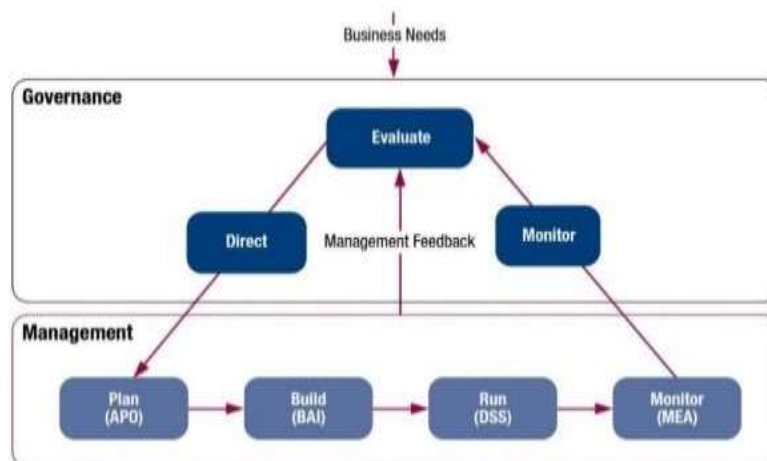 Business Needs
Governance
Evaluate
Direct
Management Feedback
Monitor
Management
Plan
(APO)
Build
(BAI)
Run
(DSS)
Monitor
(MEA)